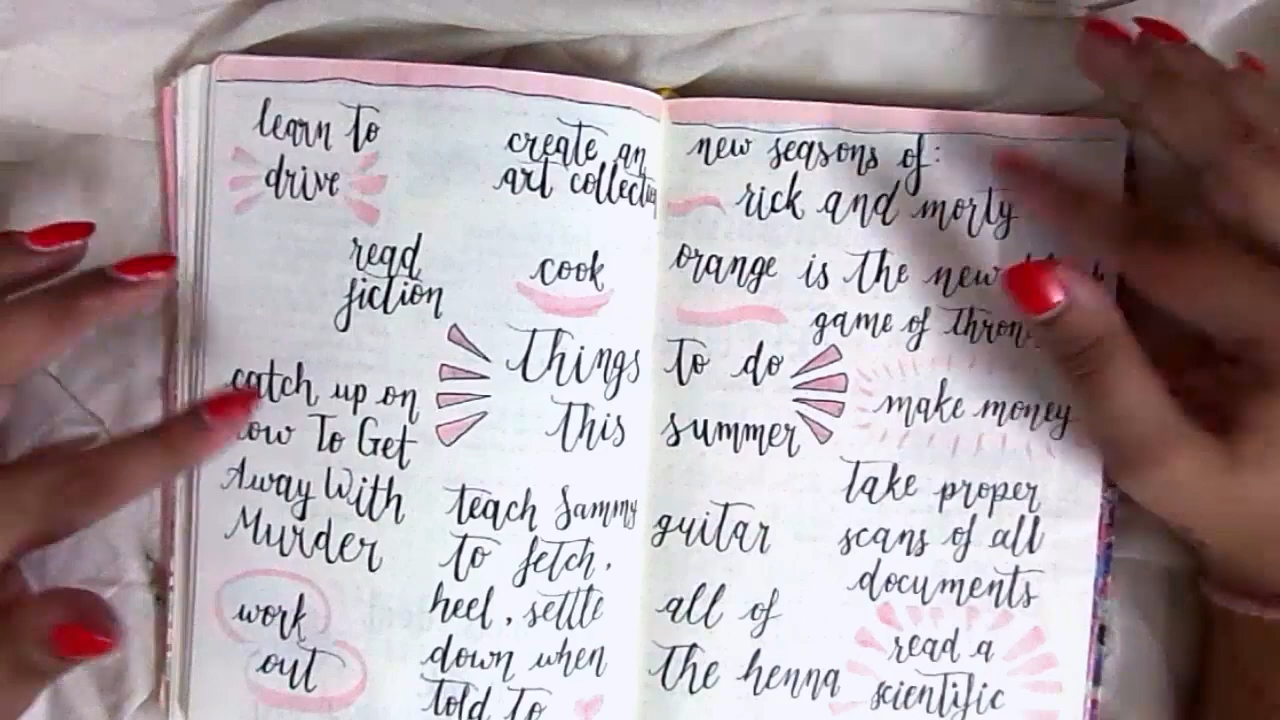 learn to
drive
create an
art
read
fiction
cook
catch up on
To Get
Away With
Murder
work
out
teach Sammy
to fetch,
heel, settle
down when
told to
new seasons of:
rick and morty
orange is the new
game of
Things to do
this summer
make money
guitar
take proper
scans of all
documents
all of
the henna
read a
scientific